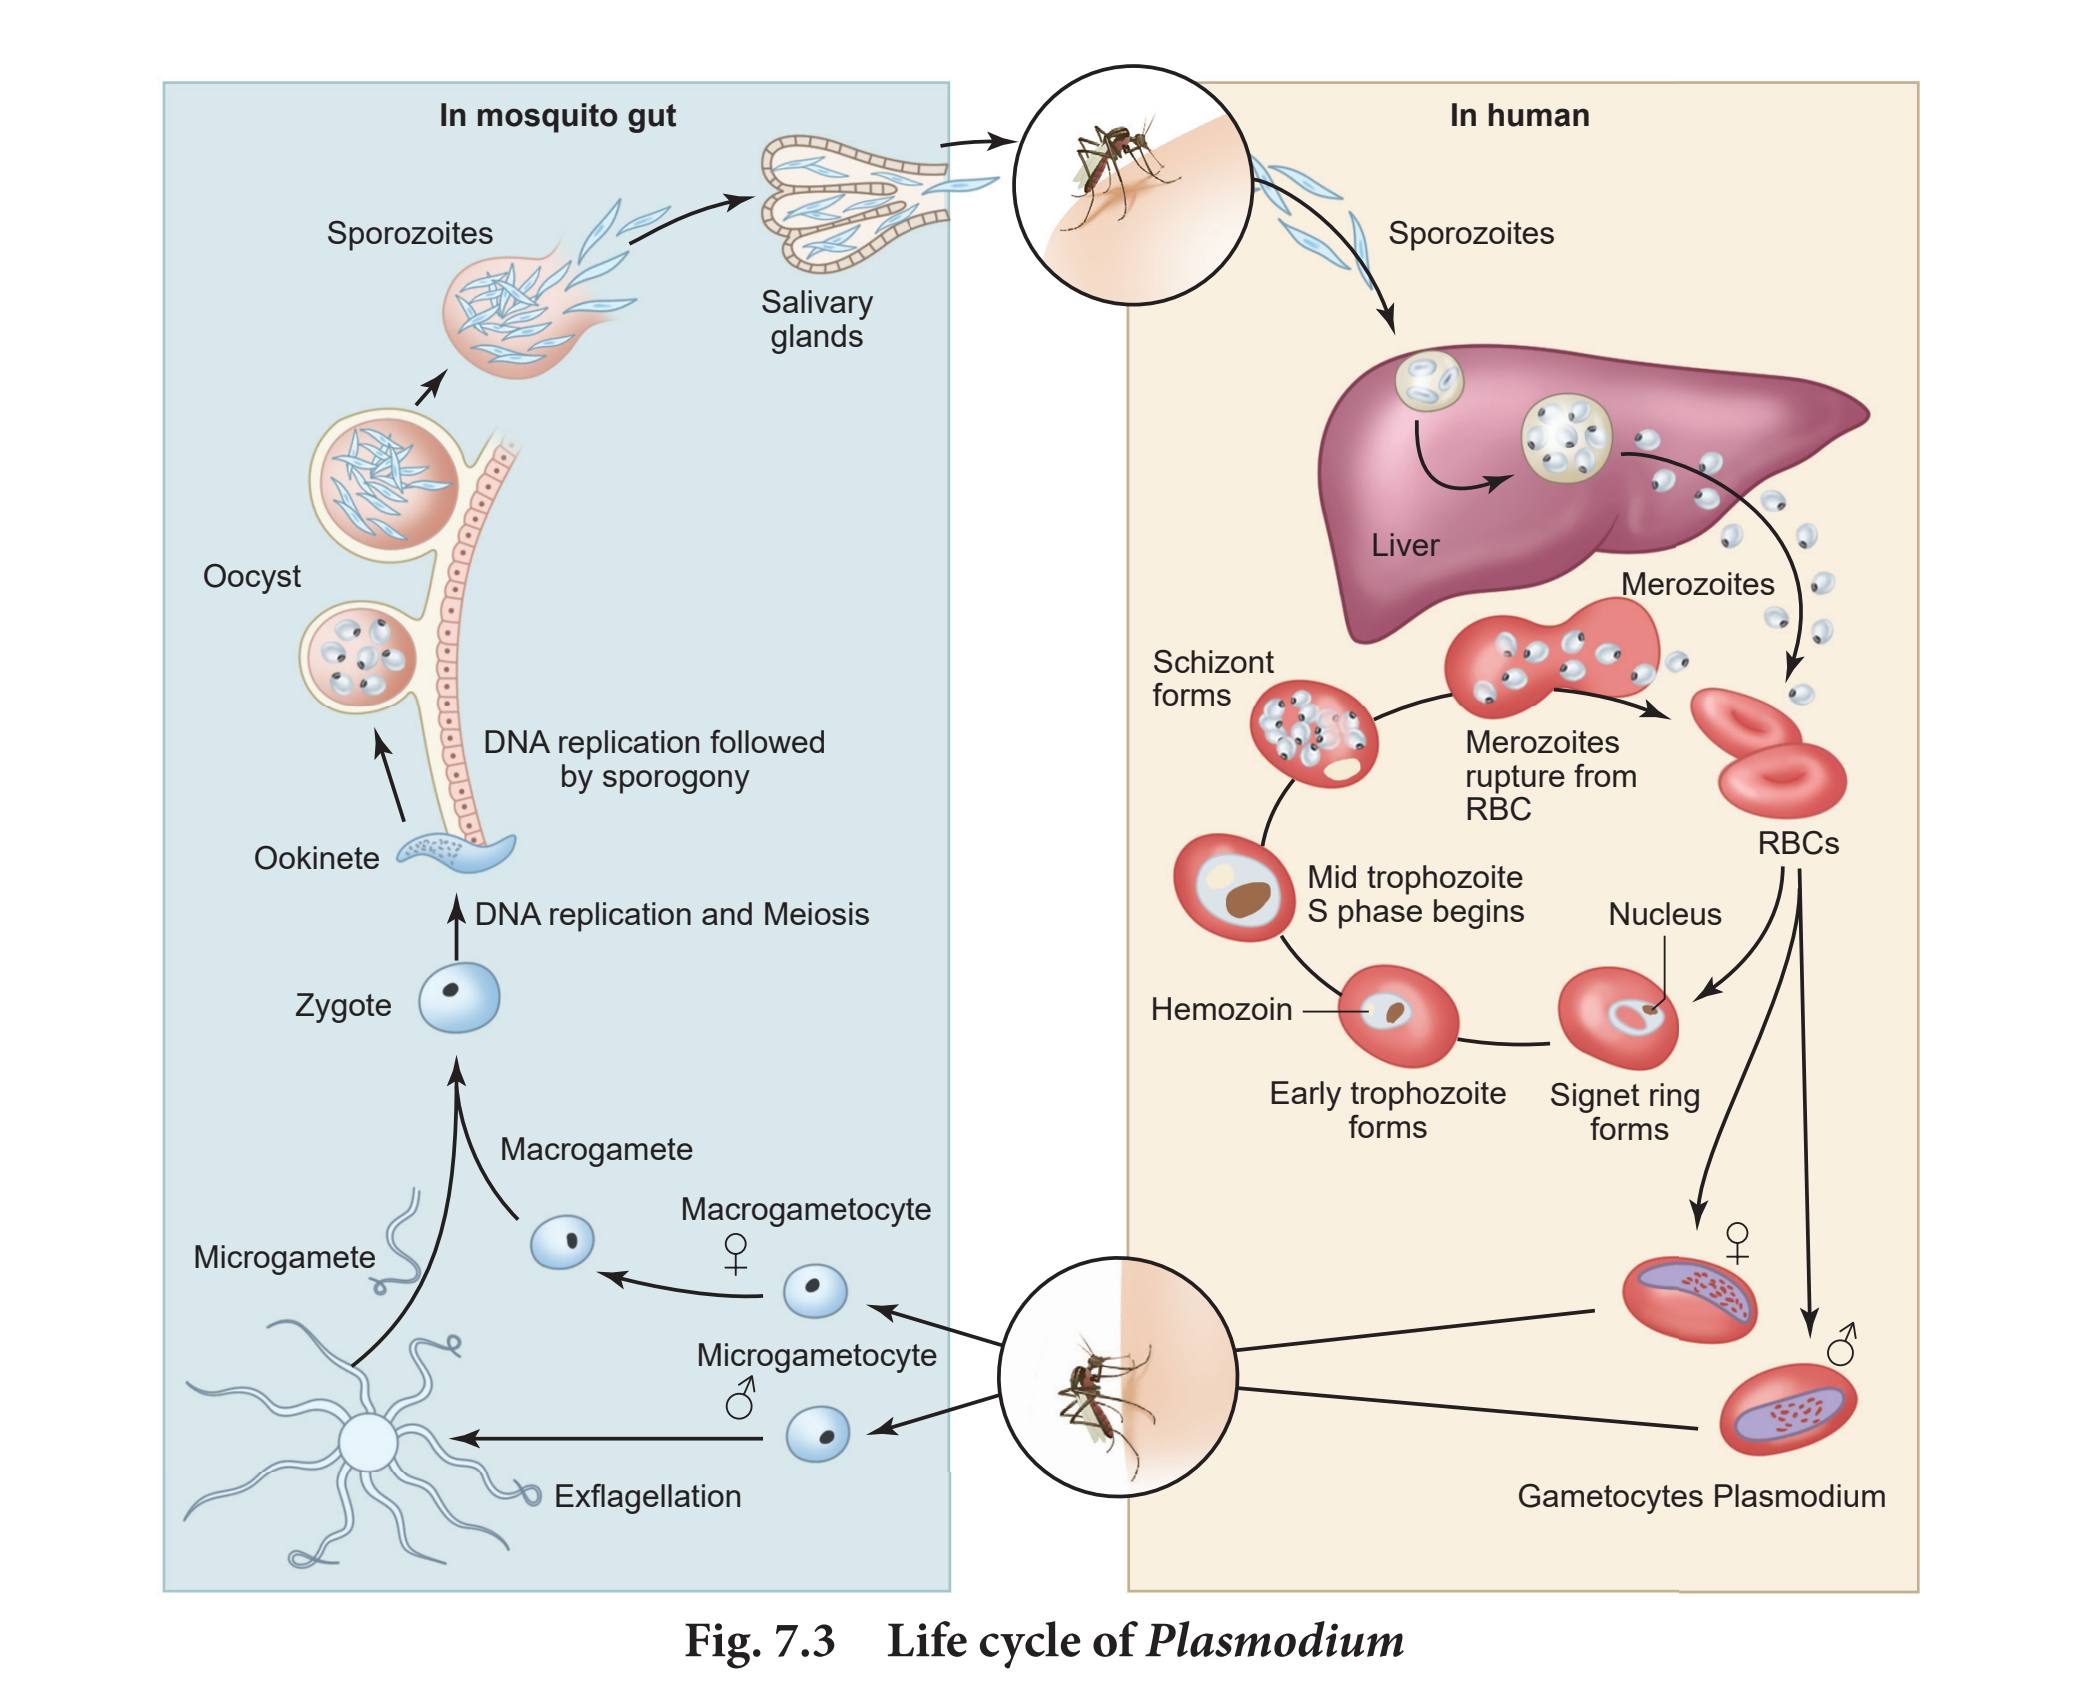 In mosquito gut
Sporozoites
Salivary
glands
Oocyst
DNA replication followed
by sporogony
Ookinete
DNA replication and Meiosis
Zygote
Macrogamete
Macrogametocyte
♀
Microgamete
Microgametocyte
♂
Exflagellation
In human
Sporozoites
Liver
Merozoites
Schizont
forms
Merozoites
rupture from
RBC
RBCs
Mid trophozoite
S phase begins
Nucleus
Hemozoin
Early trophozoite
forms
Signet ring
forms
♀
♂
Gametocytes Plasmodium
Fig. 7.3 Life cycle of Plasmodium